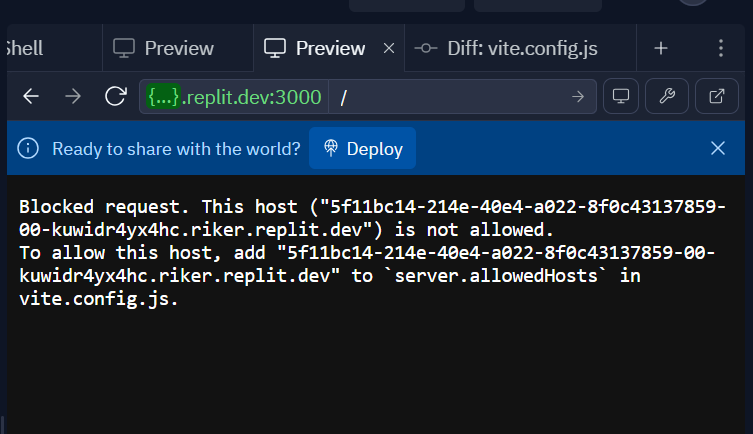 Shell Preview Preview Diff: vite.config.js
{...}.replit.dev:3000 /
Ready to share with the world? Deploy
Blocked request. This host ("5f11bc14-214e-40e4-a022-8f0c43137859-
00-kuwidr4yx4hc.riker.replit.dev") is not allowed.
To allow this host, add "5f11bc14-214e-40e4-a022-8f0c43137859-00-
kuwidr4yx4hc.riker.replit.dev" to `server.allowedHosts` in
vite.config.js.